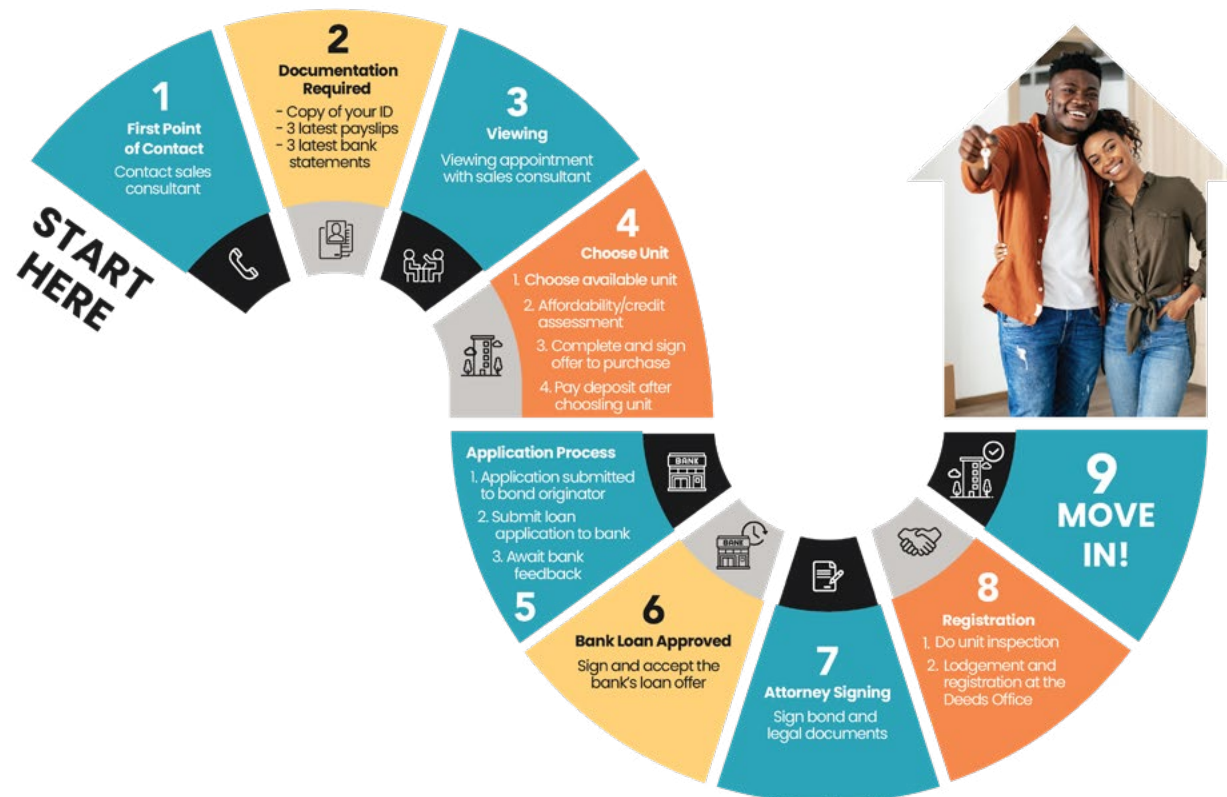 START
HERE
1
First Point
of Contact
Contact sales
consultant
2
Documentation
Required
- Copy of your ID
- 3 latest payslips
- 3 latest bank
statements
3
Viewing
Viewing appointment
with sales consultant
4
Choose Unit
1. Choose available unit
2. Affordability/credit
assessment
3. Complete and sign
offer to purchase
4. Pay deposit after
choosling unit
Application Process
1. Application submitted
to bond originator
2. Submit loan
application to bank
3. Await bank
feedback
5
BANK
BANK
6
Bank Loan Approved
Sign and accept the
bank's loan offer
7
Attorney Signing
Sign bond and
legal documents
8
Registration
1. Do unit inspection
2. Lodgement and
registration at the
Deeds Office
9
MOVE
IN!